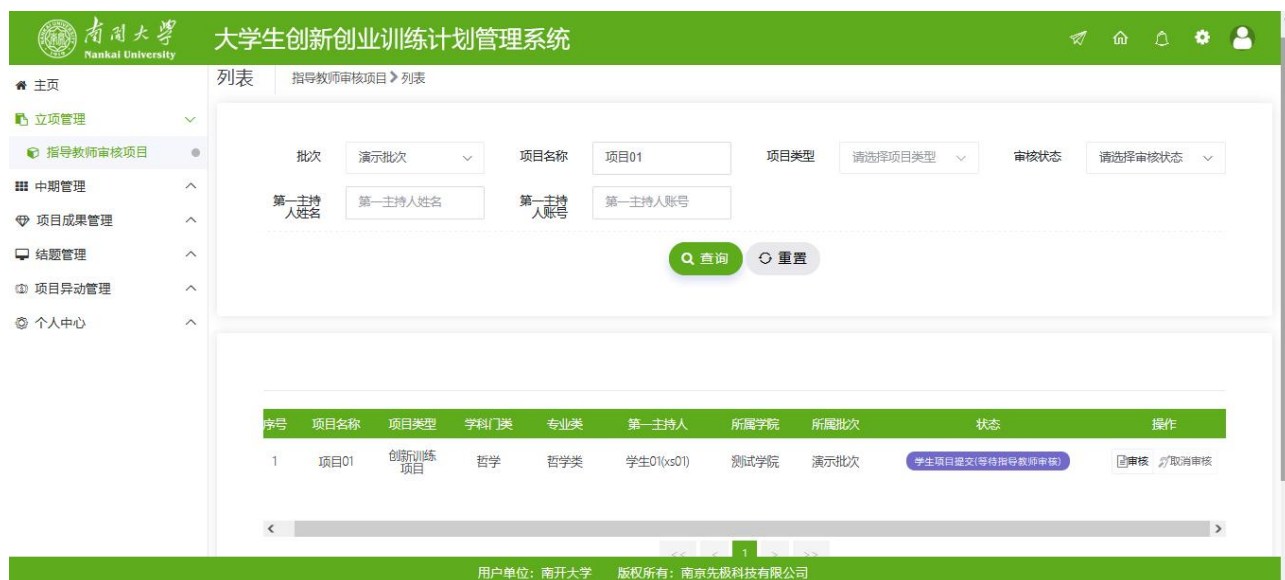 南开大学
Nankai University
大学生创新创业训练计划管理系统
主页
立项管理
指导教师审核项目
中期管理
项目成果管理
结题管理
项目异动管理
个人中心
列表 指导教师审核项目 > 列表
批次 演示批次 项目名称 项目01 项目类型 请选择项目类型 审核状态 请选择审核状态
第一主持人姓名 第一主持人姓名 第一主持人账号 第一主持人账号
查询 重置
序号 项目名称 项目类型 学科门类 专业类 第一主持人 所属学院 所属批次 状态 操作
1 项目01 创新训练项目 哲学 哲学类 学生01(xs01) 测试学院 演示批次 学生项目提交(等待指导教师审核) 审核 取消审核
<< < 1 > >>
用户单位：南开大学 版权所有：南京先极科技有限公司